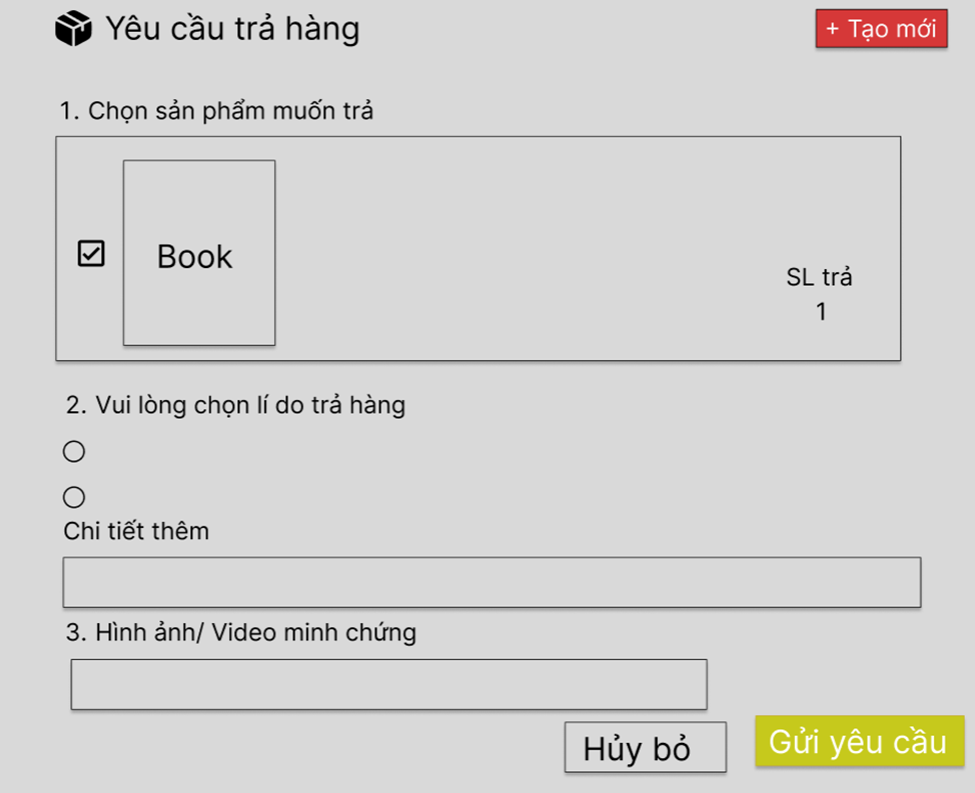 Yêu cầu trả hàng
+ Tạo mới
1. Chọn sản phẩm muốn trả
Book
SL trả
1
2. Vui lòng chọn lí do trả hàng
Chi tiết thêm
3. Hình ảnh/ Video minh chứng
Hủy bỏ
Gửi yêu cầu